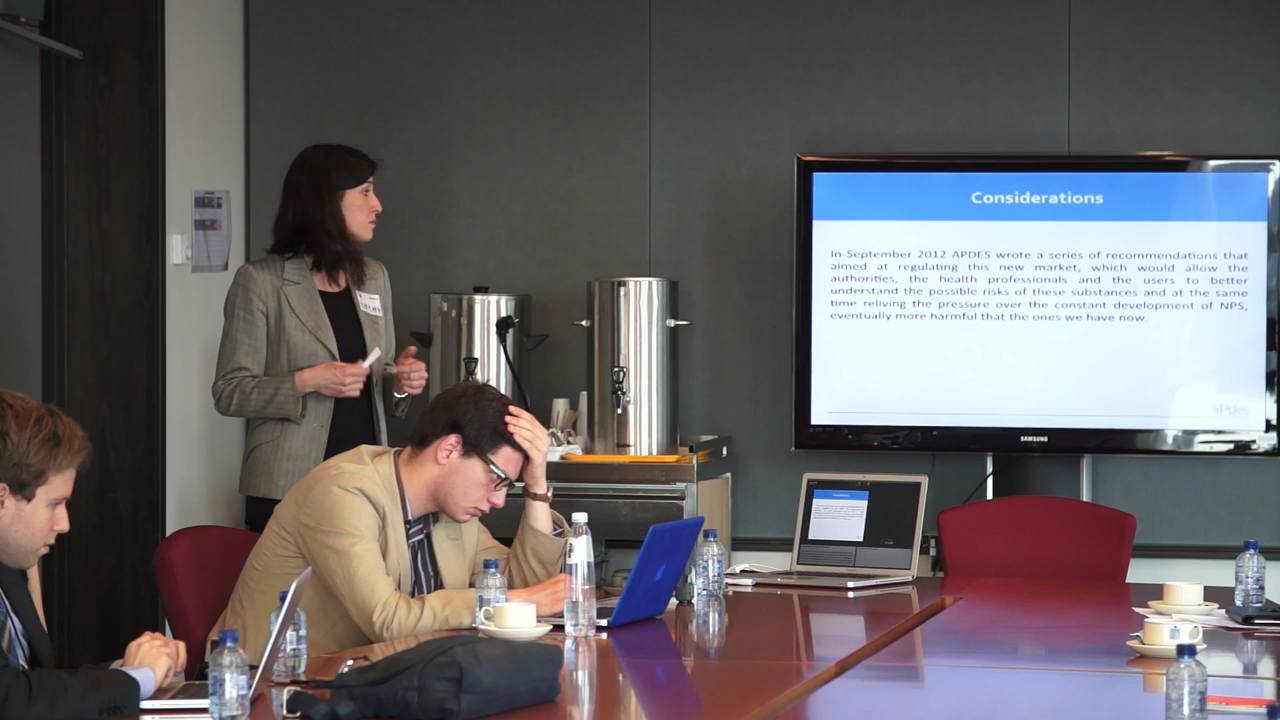 Considerations
In September 2012 APDES wrote a series of recommendations that
aimed at regulating this new market, which would allow the
authorities, the health professionals and the users to better
understand the possible risks of these substances and at the same
time reliving the pressure over the constant development of NPS,
eventually more harmful that the ones we have now.
aPdes
SAMSUNG